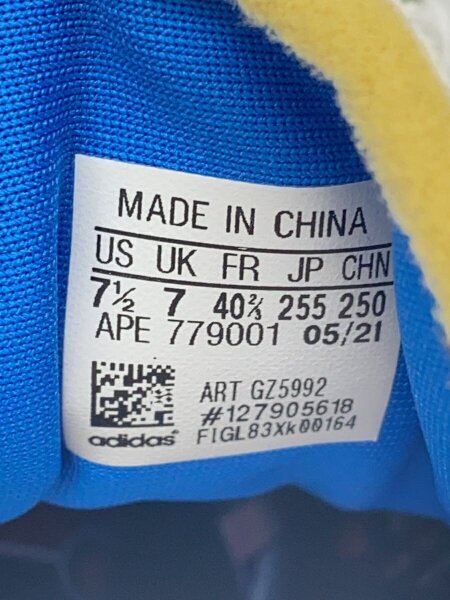 MADE IN CHINA
US UK FR JP CHN
7½ 7 40⅔ 255 250
APE 779001 05/21
ART GZ5992
#127905618
FIGL83Xk00164
adidas